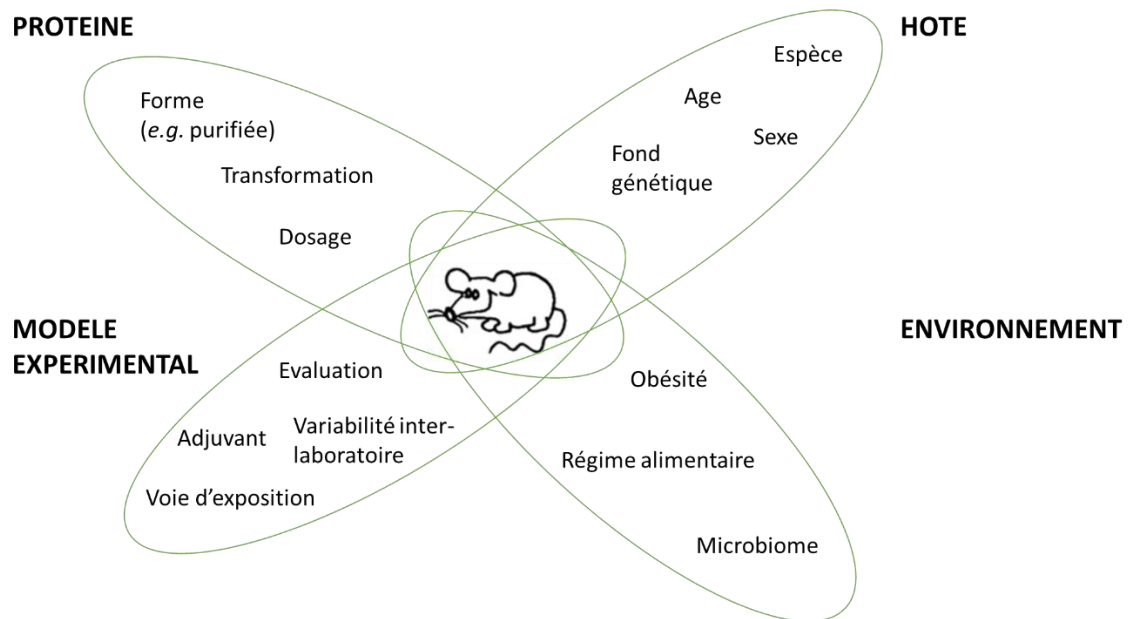 PROTEINE
Forme
(e.g. purifiée)
Transformation
Dosage
HOTE
Espèce
Age
Sexe
Fond
génétique
MODELE
EXPERIMENTAL
Evaluation
Adjuvant
Variabilité inter-
laboratoire
Voie d’exposition
ENVIRONNEMENT
Obésité
Régime alimentaire
Microbiome